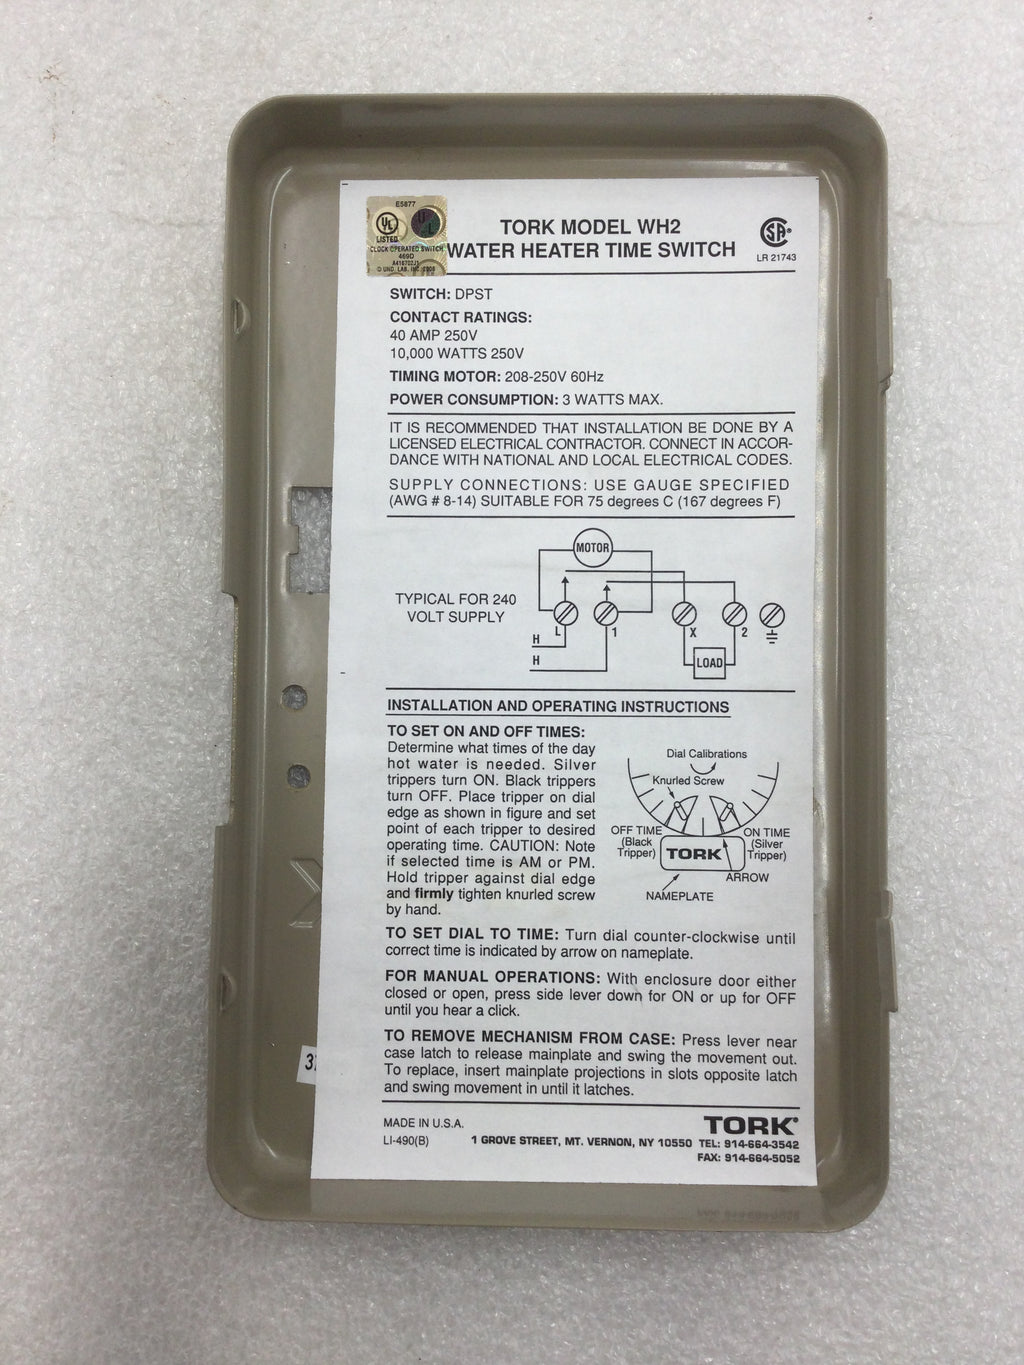 E5877
UL
LISTED
CLOCK OPERATED SWITCH
469D
© UND. LAB. INC.
TORK MODEL WH2
WATER HEATER TIME SWITCH
SA®
LR 21743
SWITCH: DPST
CONTACT RATINGS:
40 AMP 250V
10,000 WATTS 250V
TIMING MOTOR: 208-250V 60Hz
POWER CONSUMPTION: 3 WATTS MAX.
IT IS RECOMMENDED THAT INSTALLATION BE DONE BY A
LICENSED ELECTRICAL CONTRACTOR. CONNECT IN ACCOR-
DANCE WITH NATIONAL AND LOCAL ELECTRICAL CODES.
SUPPLY CONNECTIONS: USE GAUGE SPECIFIED
(AWG # 8-14) SUITABLE FOR 75 degrees C (167 degrees F)
TYPICAL FOR 240
VOLT SUPPLY
MOTOR
L 1 X 2
H
H
LOAD
INSTALLATION AND OPERATING INSTRUCTIONS
TO SET ON AND OFF TIMES:
Determine what times of the day
hot water is needed. Silver
trippers turn ON. Black trippers
turn OFF. Place tripper on dial
edge as shown in figure and set
point of each tripper to desired
operating time. CAUTION: Note
if selected time is AM or PM.
Hold tripper against dial edge
and firmly tighten knurled screw
by hand.
Dial Calibrations
Knurled Screw
OFF TIME
(Black
Tripper)
TORK
ON TIME
(Silver
Tripper)
ARROW
NAMEPLATE
TO SET DIAL TO TIME: Turn dial counter-clockwise until
correct time is indicated by arrow on nameplate.
FOR MANUAL OPERATIONS: With enclosure door either
closed or open, press side lever down for ON or up for OFF
until you hear a click.
TO REMOVE MECHANISM FROM CASE: Press lever near
case latch to release mainplate and swing the movement out.
To replace, insert mainplate projections in slots opposite latch
and swing movement in until it latches.
MADE IN U.S.A.
LI-490(B)
TORK®
1 GROVE STREET, MT. VERNON, NY 10550 TEL: 914-664-3542
FAX: 914-664-5052